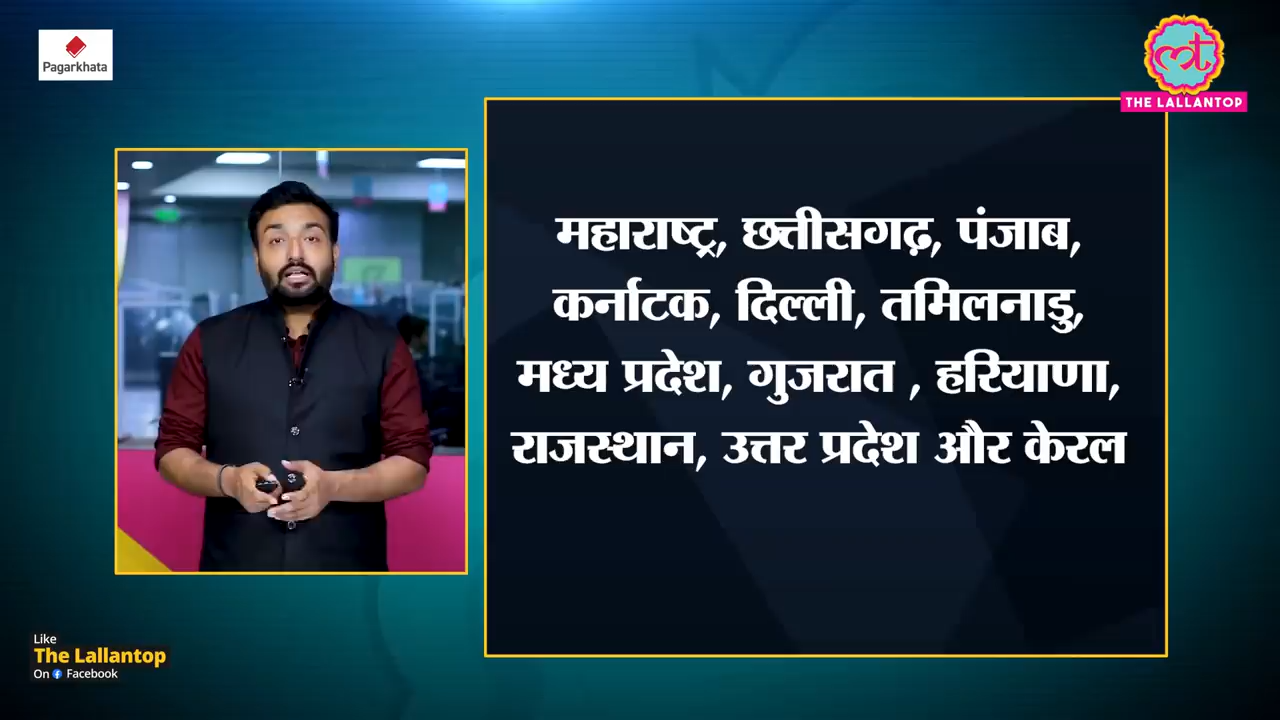 Pagarkhata
THE LALLANTOP
महाराष्ट्र, छत्तीसगढ़, पंजाब,
कर्नाटक, दिल्ली, तमिलनाडु,
मध्य प्रदेश, गुजरात , हरियाणा,
राजस्थान, उत्तर प्रदेश और केरल
Like
The Lallantop
On Facebook